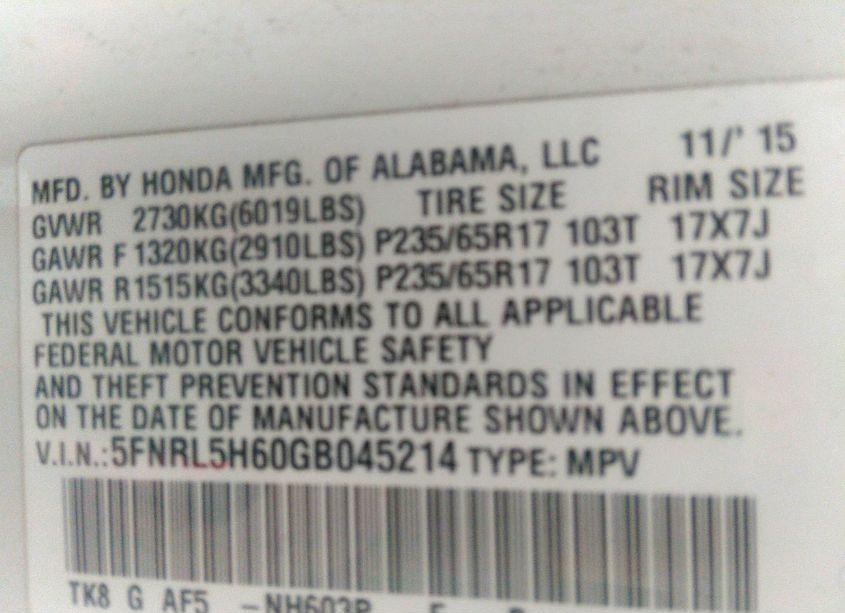 MFD. BY HONDA MFG. OF ALABAMA, LLC 11/' 15
GVWR 2730KG(6019LBS) TIRE SIZE RIM SIZE
GAWR F 1320KG(2910LBS) P235/65R17 103T 17X7J
GAWR R1515KG(3340LBS) P235/65R17 103T 17X7J
THIS VEHICLE CONFORMS TO ALL APPLICABLE
FEDERAL MOTOR VEHICLE SAFETY
AND THEFT PREVENTION STANDARDS IN EFFECT
ON THE DATE OF MANUFACTURE SHOWN ABOVE.
V.I.N.:5FNRL5H60GB045214 TYPE: MPV
TK8 G AF5 -NH603P